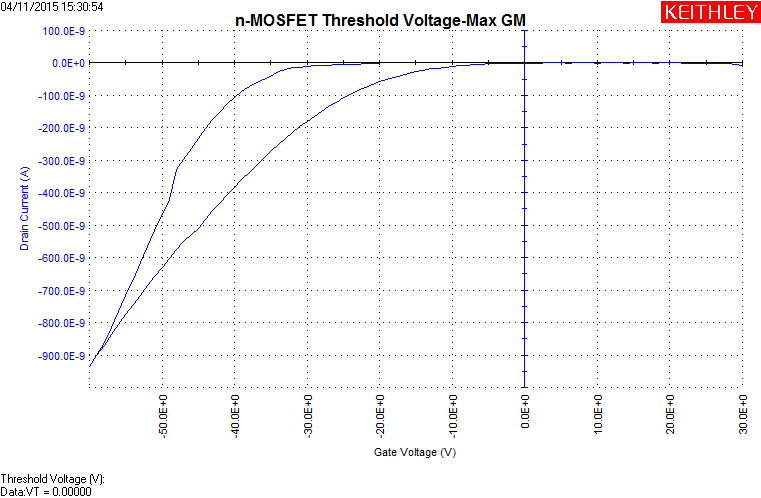 04/11/2015 15:30:54
KEITHLEY
n-MOSFET Threshold Voltage-Max GM
100.0E-9
0.0E+0
-100.0E-9
-200.0E-9
-300.0E-9
-400.0E-9
-500.0E-9
-600.0E-9
-700.0E-9
-800.0E-9
-900.0E-9
Drain Current (A)
-50.0E+0
-40.0E+0
-30.0E+0
-20.0E+0
-10.0E+0
0.0E+0
10.0E+0
20.0E+0
30.0E+0
Gate Voltage (V)
Threshold Voltage (V):
Data:VT = 0.00000